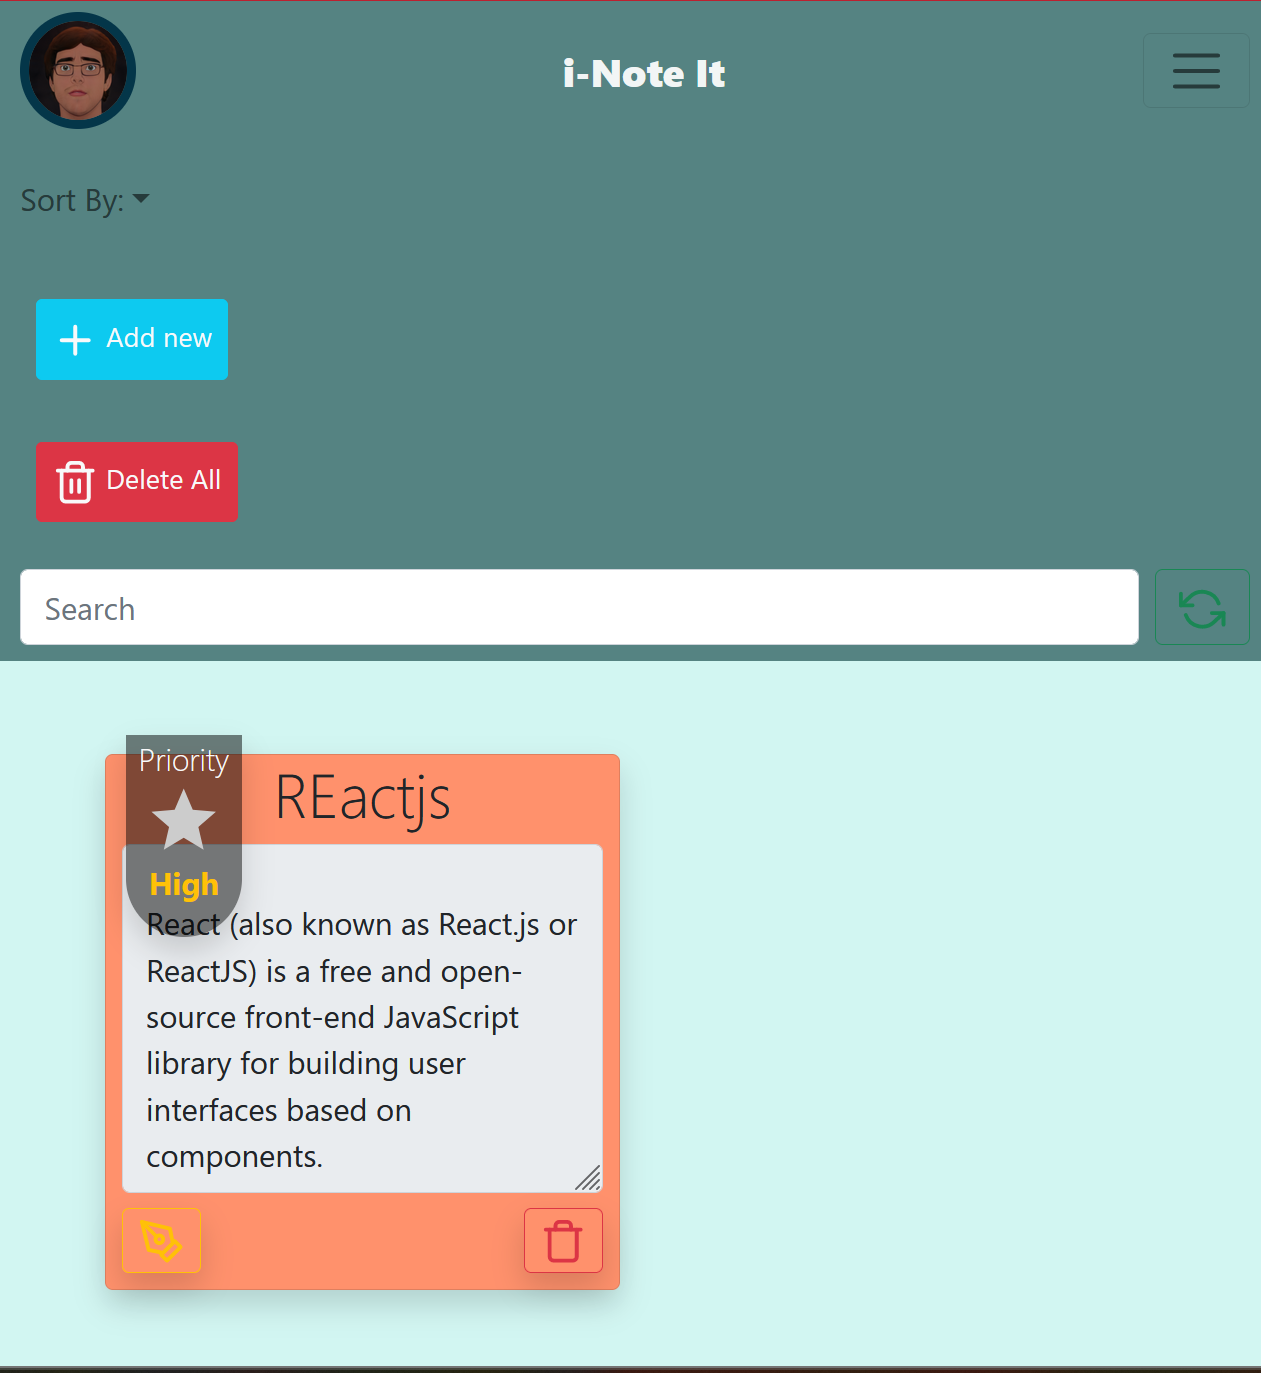 i-Note It
Sort By:
Add new
Delete All
Search
Priority
High
REactjs
React (also known as React.js or
ReactJS) is a free and open-
source front-end JavaScript
library for building user
interfaces based on
components.